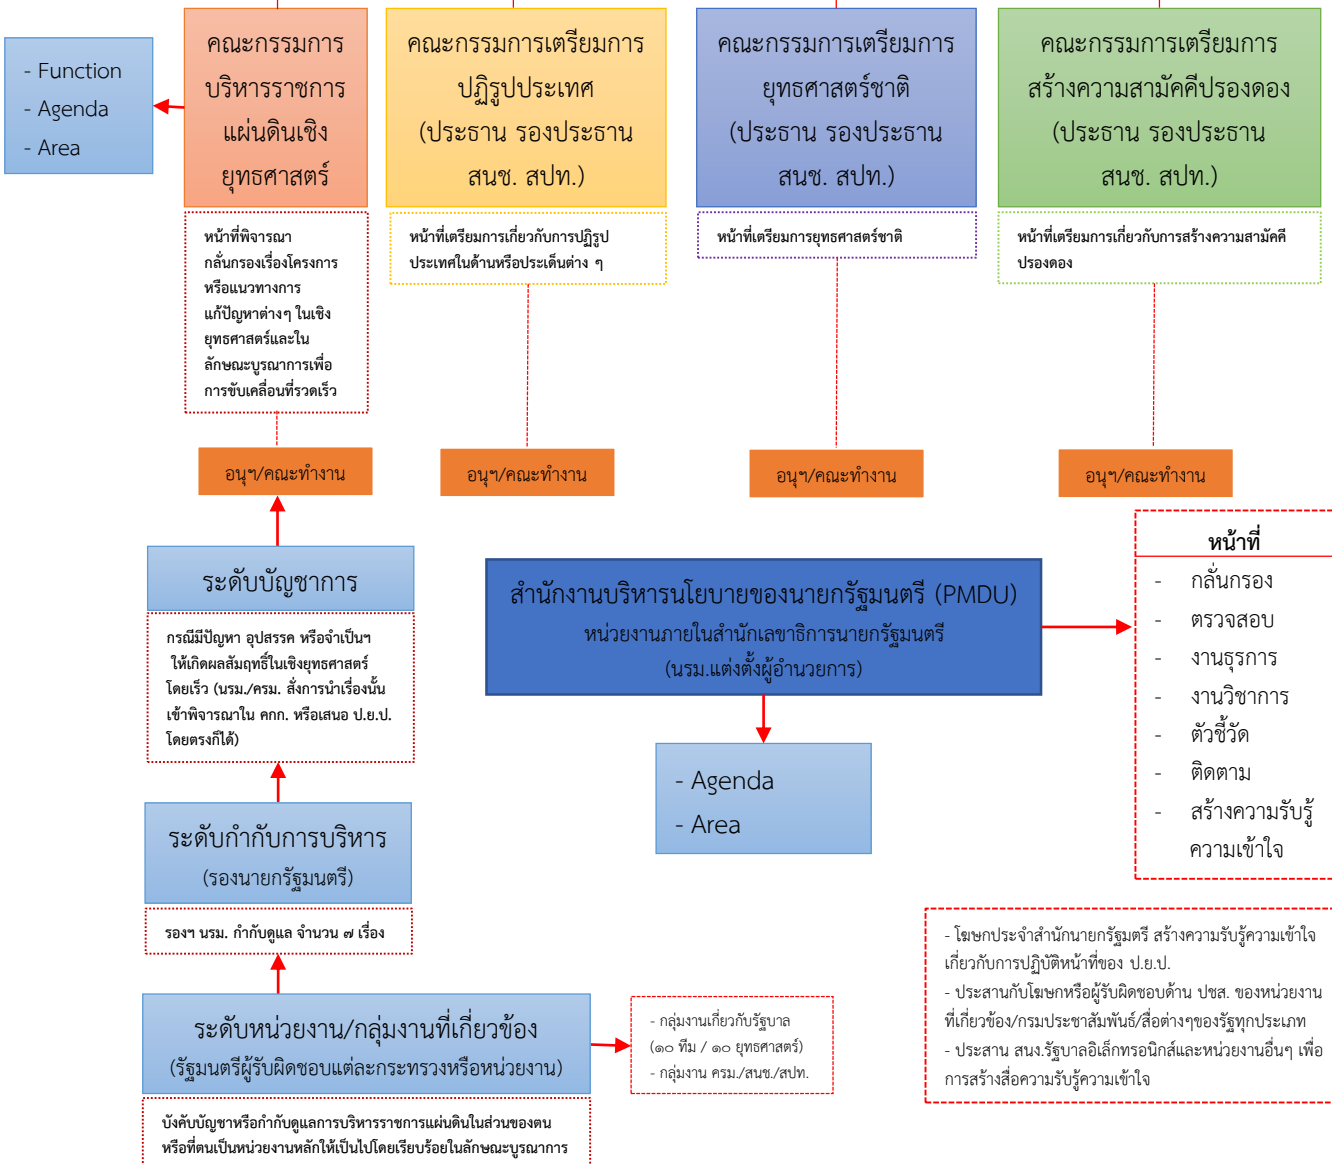 - Function
- Agenda
- Area
คณะกรรมการ
บริหารราชการ
แผ่นดินเชิง
ยุทธศาสตร์
คณะกรรมการเตรียมการ
ปฏิรูปประเทศ
(ประธาน รองประธาน
สนช. สปท.)
คณะกรรมการเตรียมการ
ยุทธศาสตร์ชาติ
(ประธาน รองประธาน
สนช. สปท.)
คณะกรรมการเตรียมการ
สร้างความสามัคคีปรองดอง
(ประธาน รองประธาน
สนช. สปท.)
หน้าที่พิจารณา
กลั่นกรองเรื่องโครงการ
หรือแนวทางการ
แก้ปัญหาต่างๆ ในเชิง
ยุทธศาสตร์และใน
ลักษณะบูรณาการเพื่อ
การขับเคลื่อนที่รวดเร็ว
หน้าที่เตรียมการเกี่ยวกับการปฏิรูป
ประเทศในด้านหรือประเด็นต่าง ๆ
หน้าที่เตรียมการยุทธศาสตร์ชาติ
หน้าที่เตรียมการเกี่ยวกับการสร้างความสามัคคี
ปรองดอง
อนุฯ/คณะทำงาน
อนุฯ/คณะทำงาน
อนุฯ/คณะทำงาน
อนุฯ/คณะทำงาน
ระดับบัญชาการ
กรณีมีปัญหา อุปสรรค หรือจำเป็นฯ
ให้เกิดผลสัมฤทธิ์ในเชิงยุทธศาสตร์
โดยเร็ว (นรม./ครม. สั่งการนำเรื่องนั้น
เข้าพิจารณาใน คกก. หรือเสนอ ป.ย.ป.
โดยตรงก็ได้)
ระดับกำกับการบริหาร
(รองนายกรัฐมนตรี)
รองฯ นรม. กำกับดูแล จำนวน ๗ เรื่อง
ระดับหน่วยงาน/กลุ่มงานที่เกี่ยวข้อง
(รัฐมนตรีผู้รับผิดชอบแต่ละกระทรวงหรือหน่วยงาน)
บังคับบัญชาหรือกำกับดูแลการบริหารราชการแผ่นดินในส่วนของตน
หรือที่ตนเป็นหน่วยงานหลักให้เป็นไปโดยเรียบร้อยในลักษณะบูรณาการ
- กลุ่มงานเกี่ยวกับรัฐบาล
(๑๐ ทีม / ๑๐ ยุทธศาสตร์)
- กลุ่มงาน ครม./สนช./สปท.
สำนักงานบริหารนโยบายของนายกรัฐมนตรี (PMDU)
หน่วยงานภายในสำนักเลขาธิการนายกรัฐมนตรี
(นรม.แต่งตั้งผู้อำนวยการ)
- Agenda
- Area
หน้าที่
- กลั่นกรอง
- ตรวจสอบ
- งานธุรการ
- งานวิชาการ
- ตัวชี้วัด
- ติดตาม
- สร้างความรับรู้
ความเข้าใจ
- โฆษกประจำสำนักนายกรัฐมตรี สร้างความรับรู้ความเข้าใจ
เกี่ยวกับการปฏิบัติหน้าที่ของ ป.ย.ป.
- ประสานกับโฆษกหรือผู้รับผิดชอบด้าน ปชส. ของหน่วยงาน
ที่เกี่ยวข้อง/กรมประชาสัมพันธ์/สื่อต่างๆของรัฐทุกประเภท
- ประสาน สนง.รัฐบาลอิเล็กทรอนิกส์และหน่วยงานอื่นๆ เพื่อ
การสร้างสื่อความรับรู้ความเข้าใจ